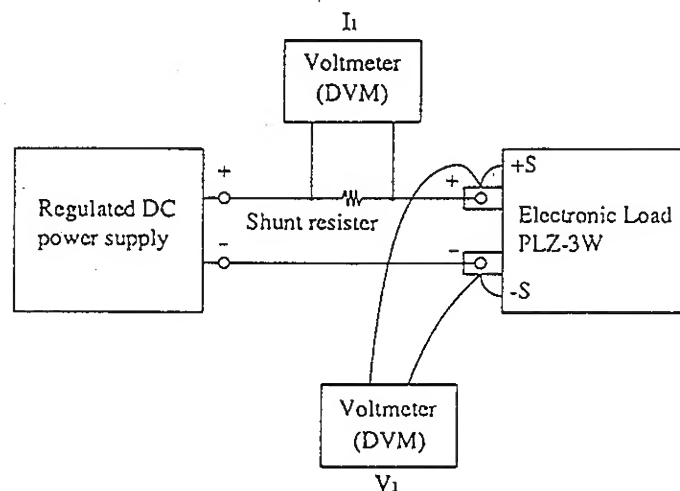 I1
Voltmeter
(DVM)
+
+
+S
Regulated DC
power supply
Shunt resister
Electronic Load
PLZ-3W
-
-
-S
Voltmeter
(DVM)
V1